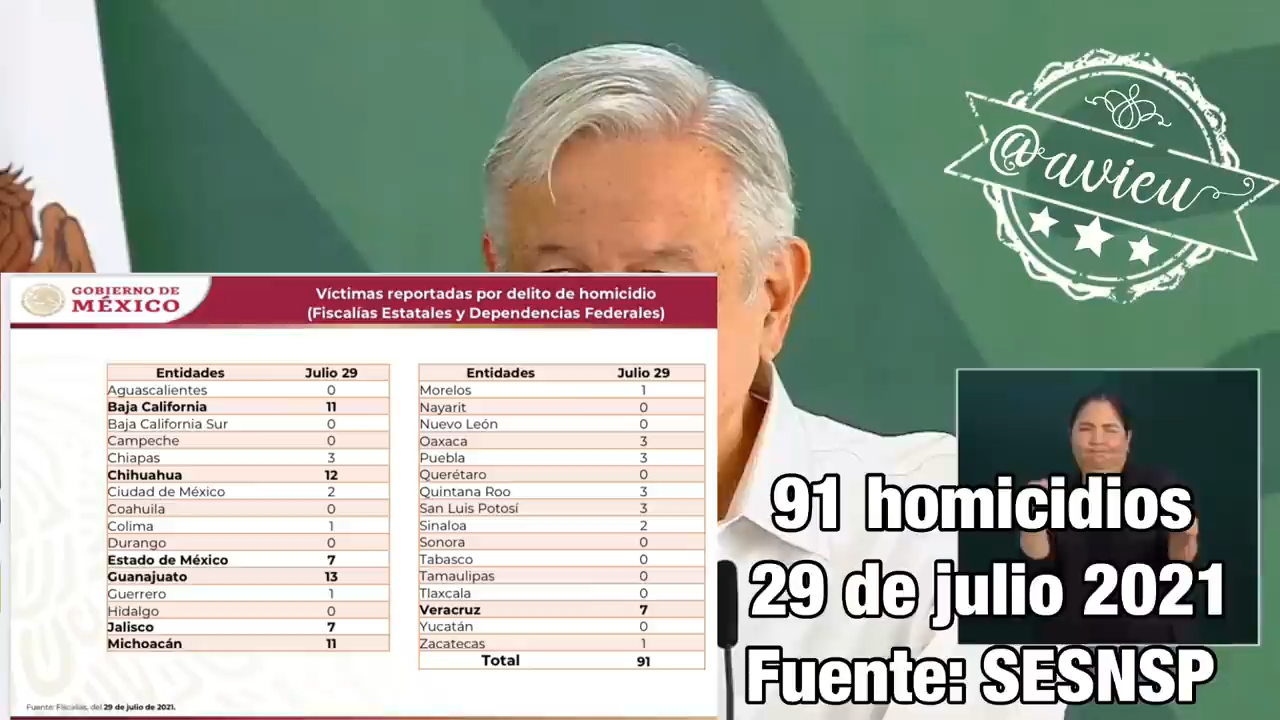 @avieu
GOBIERNO DE
MÉXICO
Víctimas reportadas por delito de homicidio
(Fiscalías Estatales y Dependencias Federales)
Entidades Julio 29
Aguascalientes 0
Baja California 11
Baja California Sur 0
Campeche 0
Chiapas 3
Chihuahua 12
Ciudad de México 2
Coahuila 0
Colima 1
Durango 0
Estado de México 7
Guanajuato 13
Guerrero 1
Hidalgo 0
Jalisco 7
Michoacán 11
Entidades Julio 29
Morelos 1
Nayarit 0
Nuevo León 0
Oaxaca 3
Puebla 3
Querétaro 0
Quintana Roo 3
San Luis Potosí 3
Sinaloa 2
Sonora 0
Tabasco 0
Tamaulipas 0
Tlaxcala 0
Veracruz 7
Yucatán 0
Zacatecas 1
Total 91
Fuente: Fiscalías, del 29 de julio de 2021.
91 homicidios
29 de julio 2021
Fuente: SESNSP